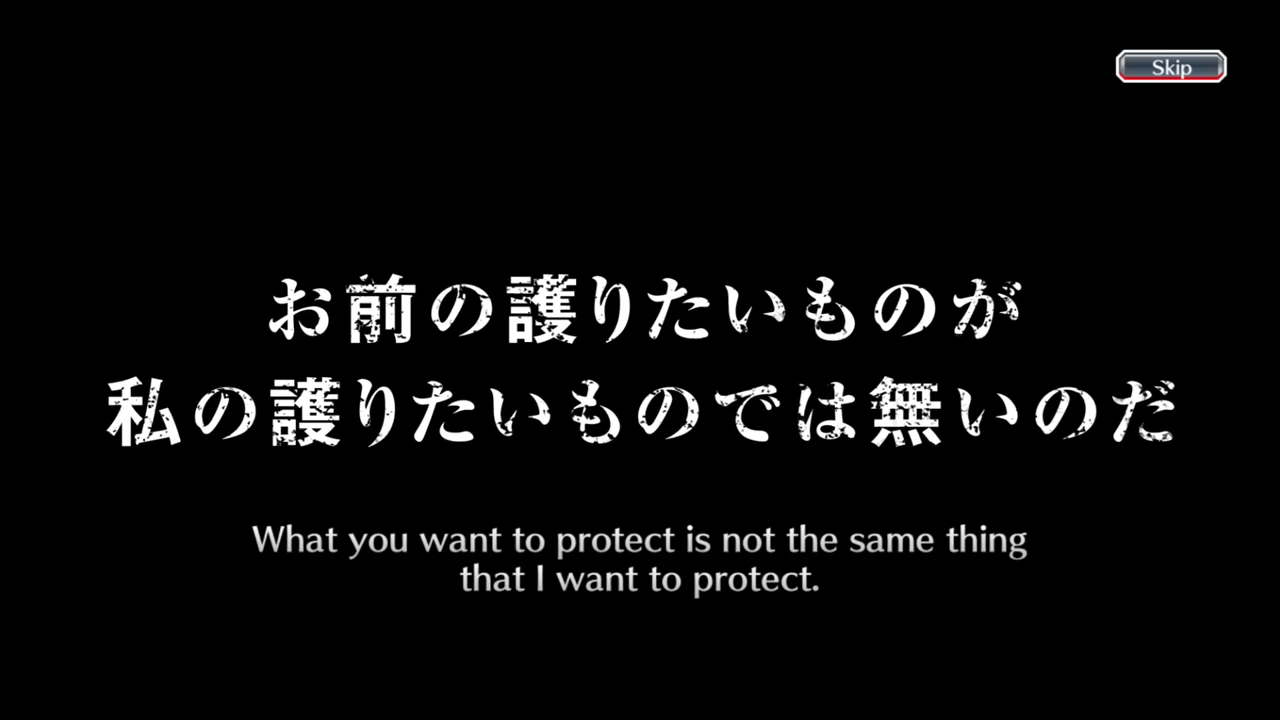 Skip
お前の護りたいものが
私の護りたいものでは無いのだ
What you want to protect is not the same thing
that I want to protect.